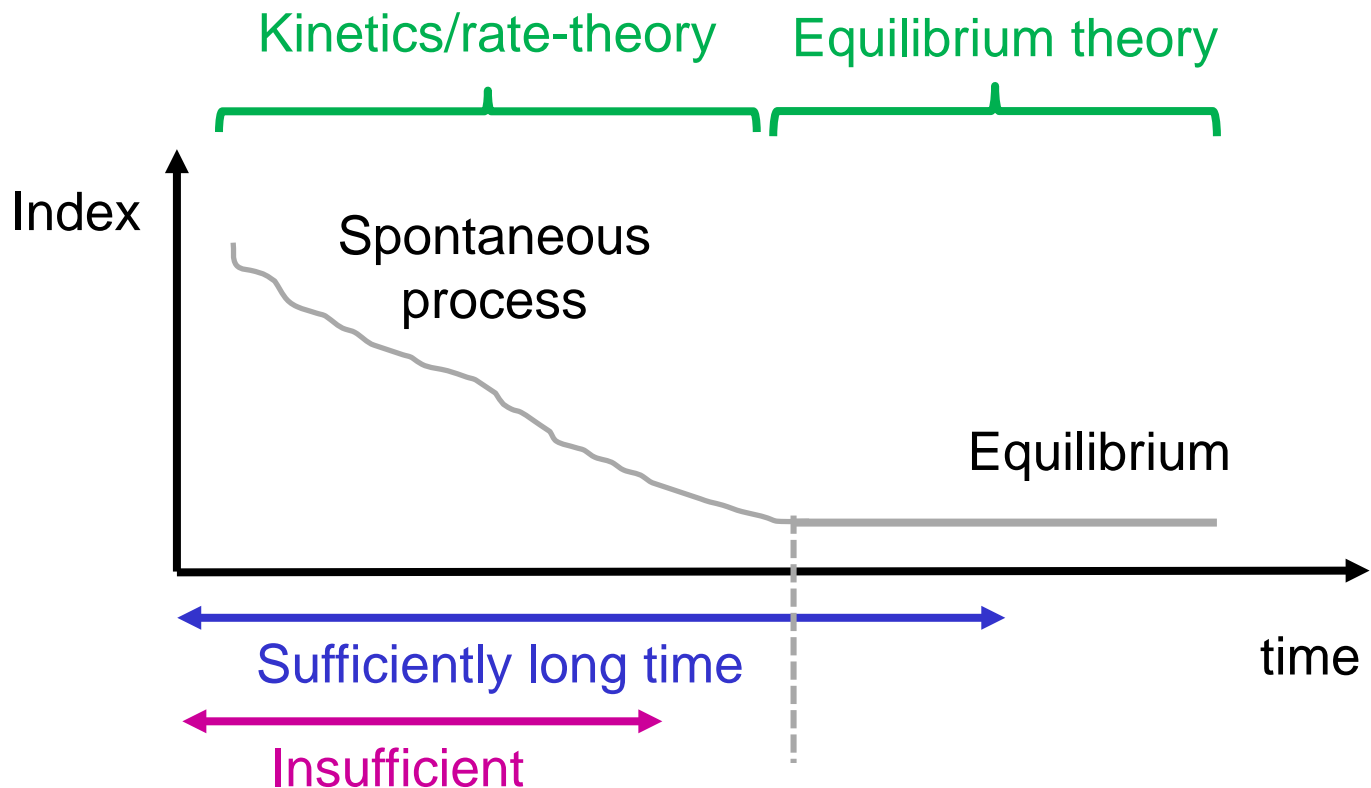 Kinetics/rate-theory
Equilibrium theory
Index
Spontaneous
process
Equilibrium
Sufficiently long time
time
Insufficient